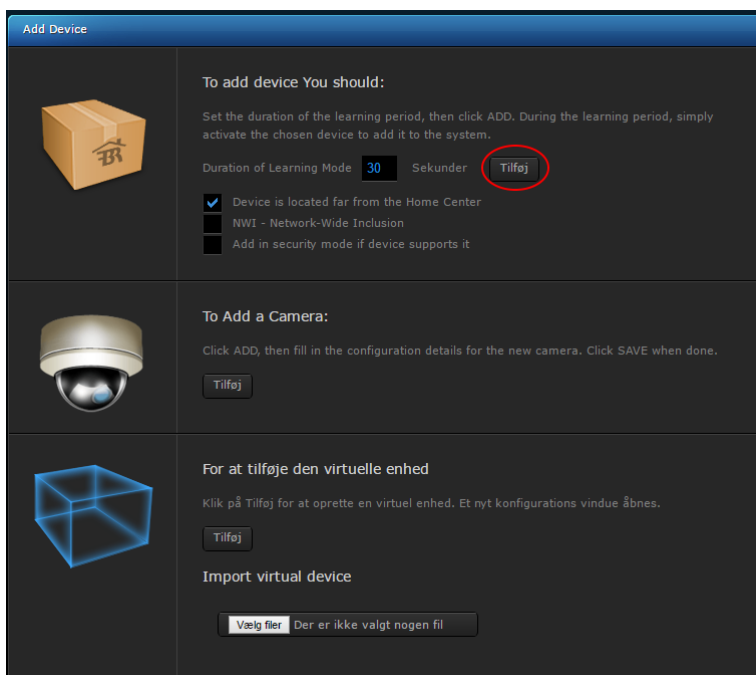 Add Device
To add device You should:
Set the duration of the learning period, then click ADD. During the learning period, simply
activate the chosen device to add it to the system.
Duration of Learning Mode 30 Sekunder Tilføj
Device is located far from the Home Center
NWI - Network-Wide Inclusion
Add in security mode if device supports it
To Add a Camera:
Click ADD, then fill in the configuration details for the new camera. Click SAVE when done.
Tilføj
For at tilføje den virtuelle enhed
Klik på Tilføj for at oprette en virtuel enhed. Et nyt konfigurations vindue åbnes.
Tilføj
Import virtual device
Vælg filer Der er ikke valgt nogen fil